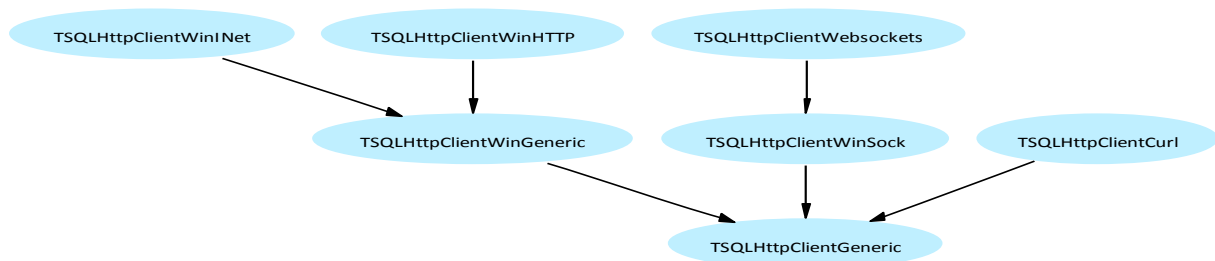 TSQLHttpClientWinINet
TSQLHttpClientWinHTTP
TSQLHttpClientWebsockets
TSQLHttpClientWinGeneric
TSQLHttpClientWinSock
TSQLHttpClientCurl
TSQLHttpClientGeneric